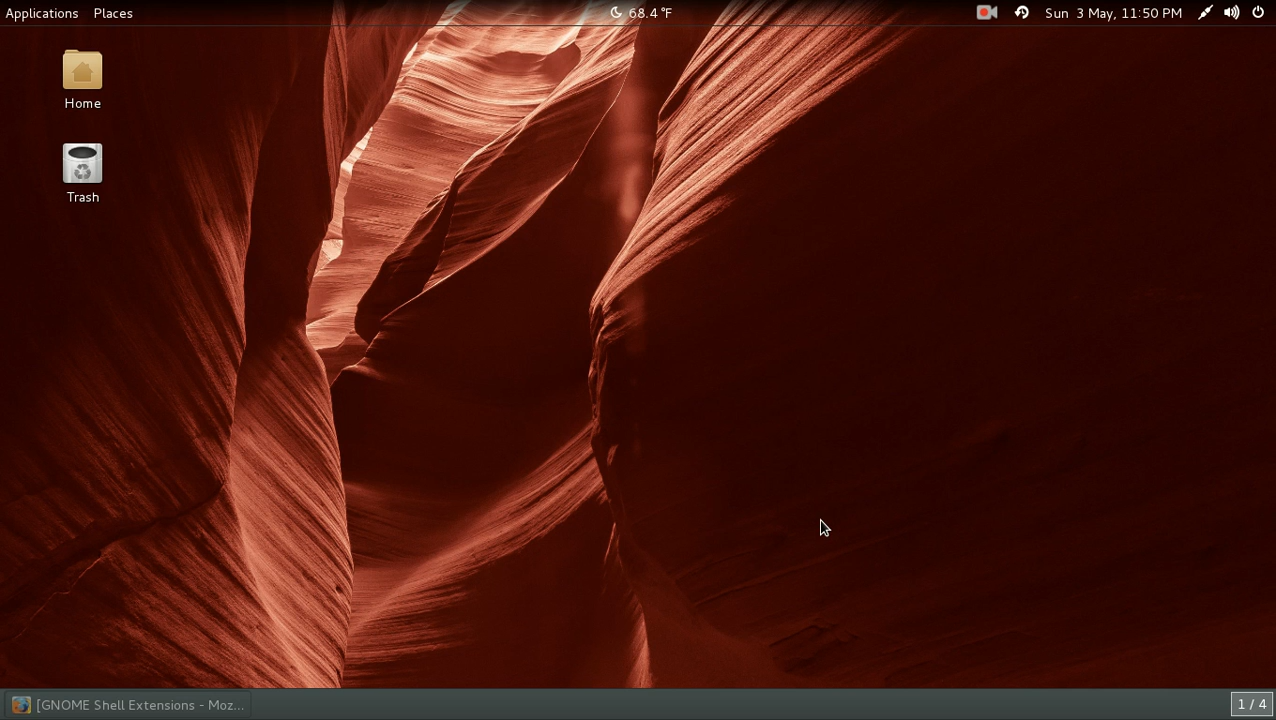 Applications Places 68.4 °F Sun 3 May, 11:50 PM
Home
Trash
[GNOME Shell Extensions - Moz... 1 / 4